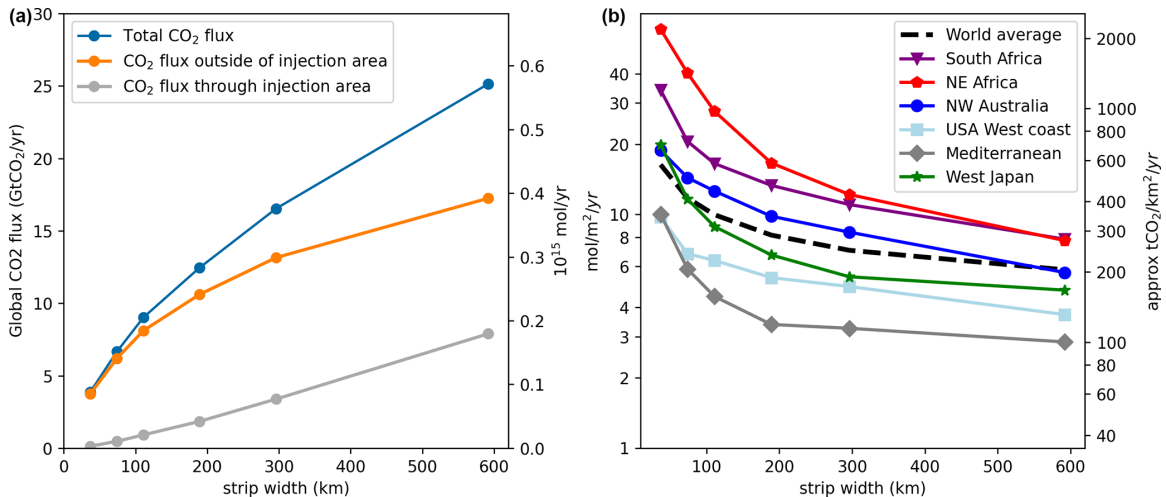 (a)
30
25
20
15
10
5
0
Global CO2 flux (GtCO₂/yr)
Total CO₂ flux
CO₂ flux outside of injection area
CO₂ flux through injection area
0.6
0.5
0.4
0.3
0.2
0.1
0.0
10¹⁵ mol/yr
0 100 200 300 400 500 600
strip width (km)
(b)
40
30
20
10
8
6
4
3
2
1
mol/m²/yr
World average
South Africa
NE Africa
NW Australia
USA West coast
Mediterranean
West Japan
2000
1000
800
600
400
300
200
100
80
60
40
approx tCO₂/km²/yr
100 200 300 400 500 600
strip width (km)